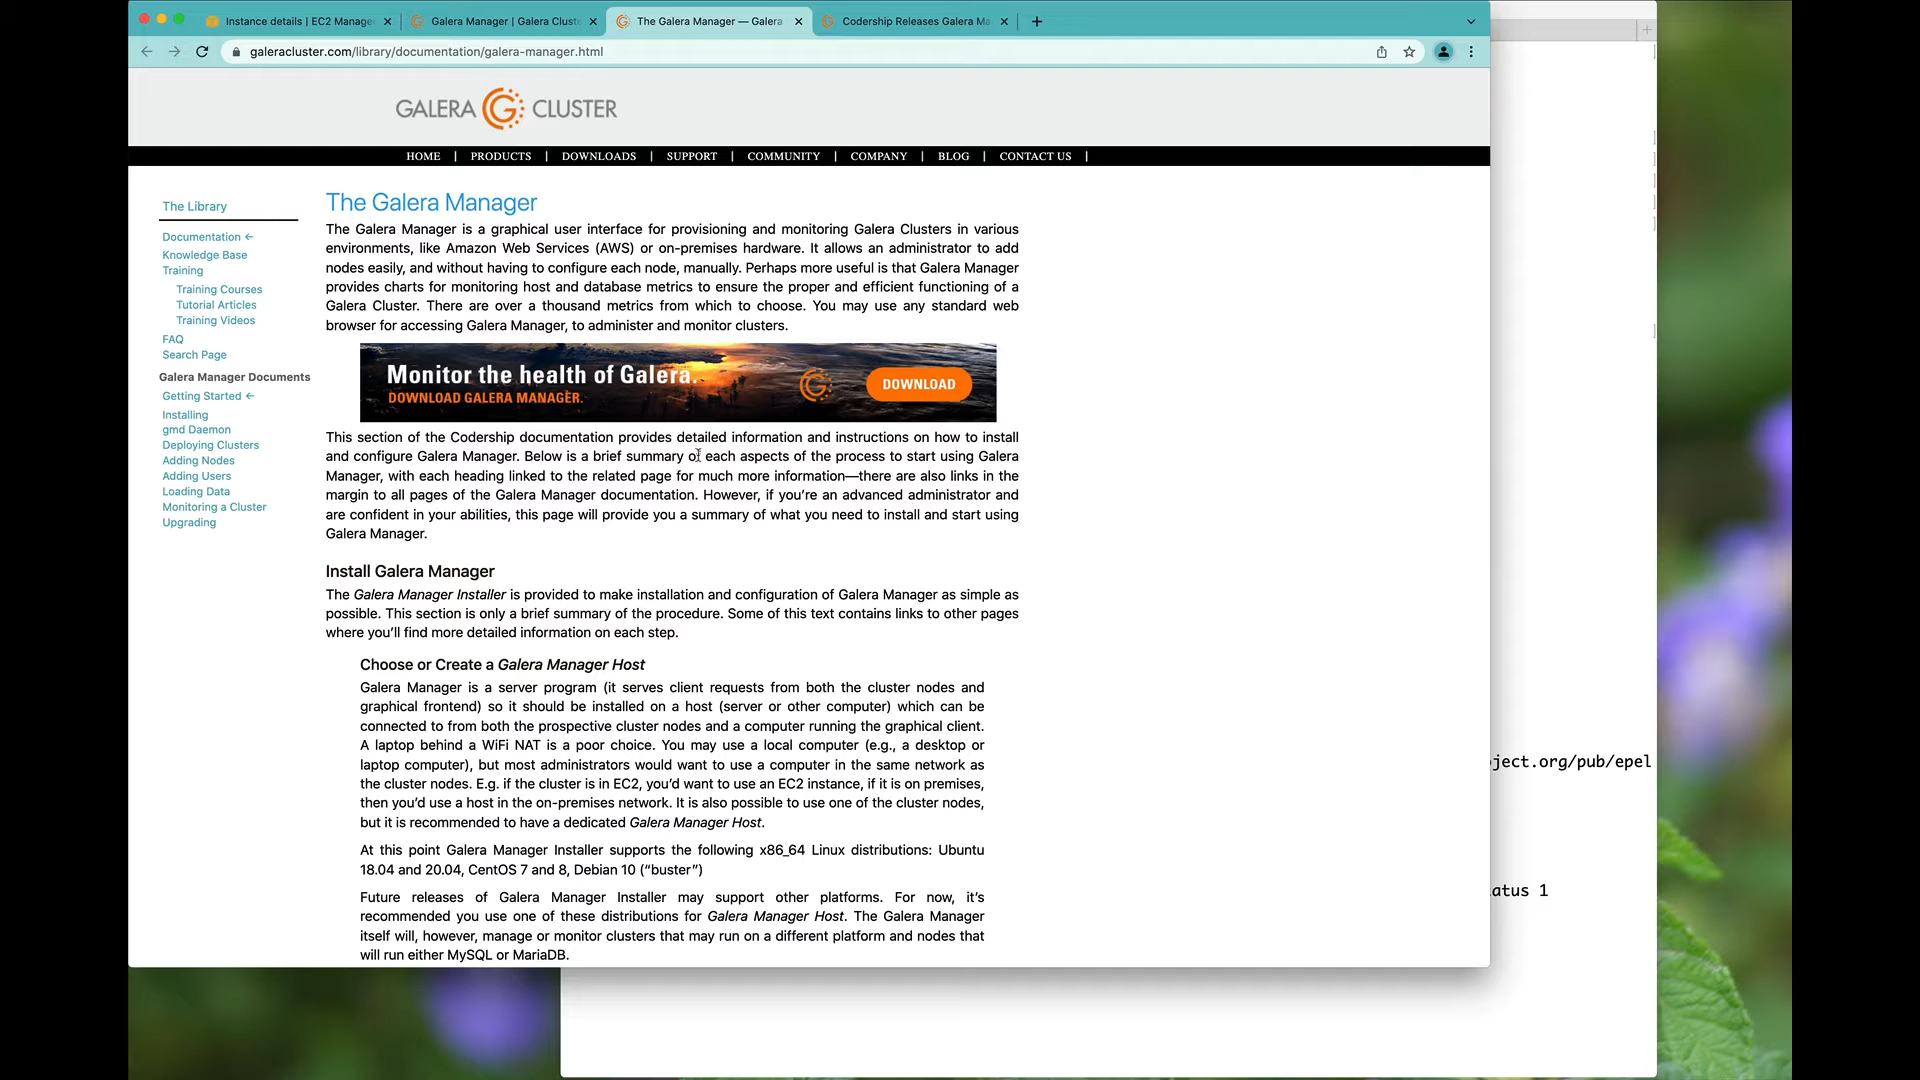 Instance details | EC2 Manage
Galera Manager | Galera Clust
The Galera Manager — Galera
Codership Releases Galera Ma
galeracluster.com/library/documentation/galera-manager.html
GALERA CLUSTER
HOME | PRODUCTS | DOWNLOADS | SUPPORT | COMMUNITY | COMPANY | BLOG | CONTACT US |
The Library
Documentation ←
Knowledge Base
Training
Training Courses
Tutorial Articles
Training Videos
FAQ
Search Page
Galera Manager Documents
Getting Started ←
Installing
gmd Daemon
Deploying Clusters
Adding Nodes
Adding Users
Loading Data
Monitoring a Cluster
Upgrading
The Galera Manager
The Galera Manager is a graphical user interface for provisioning and monitoring Galera Clusters in various
environments, like Amazon Web Services (AWS) or on-premises hardware. It allows an administrator to add
nodes easily, and without having to configure each node, manually. Perhaps more useful is that Galera Manager
provides charts for monitoring host and database metrics to ensure the proper and efficient functioning of a
Galera Cluster. There are over a thousand metrics from which to choose. You may use any standard web
browser for accessing Galera Manager, to administer and monitor clusters.
Monitor the health of Galera.
DOWNLOAD GALERA MANAGER.
DOWNLOAD
This section of the Codership documentation provides detailed information and instructions on how to install
and configure Galera Manager. Below is a brief summary of each aspects of the process to start using Galera
Manager, with each heading linked to the related page for much more information—there are also links in the
margin to all pages of the Galera Manager documentation. However, if you’re an advanced administrator and
are confident in your abilities, this page will provide you a summary of what you need to install and start using
Galera Manager.
Install Galera Manager
The Galera Manager Installer is provided to make installation and configuration of Galera Manager as simple as
possible. This section is only a brief summary of the procedure. Some of this text contains links to other pages
where you’ll find more detailed information on each step.
Choose or Create a Galera Manager Host
Galera Manager is a server program (it serves client requests from both the cluster nodes and
graphical frontend) so it should be installed on a host (server or other computer) which can be
connected to from both the prospective cluster nodes and a computer running the graphical client.
A laptop behind a WiFi NAT is a poor choice. You may use a local computer (e.g., a desktop or
laptop computer), but most administrators would want to use a computer in the same network as
the cluster nodes. E.g. if the cluster is in EC2, you’d want to use an EC2 instance, if it is on premises,
then you’d use a host in the on-premises network. It is also possible to use one of the cluster nodes,
but it is recommended to have a dedicated Galera Manager Host.
At this point Galera Manager Installer supports the following x86_64 Linux distributions: Ubuntu
18.04 and 20.04, CentOS 7 and 8, Debian 10 (“buster”)
Future releases of Galera Manager Installer may support other platforms. For now, it’s
recommended you use one of these distributions for Galera Manager Host. The Galera Manager
itself will, however, manage or monitor clusters that may run on a different platform and nodes that
will run either MySQL or MariaDB.
ject.org/pub/epel
atus 1